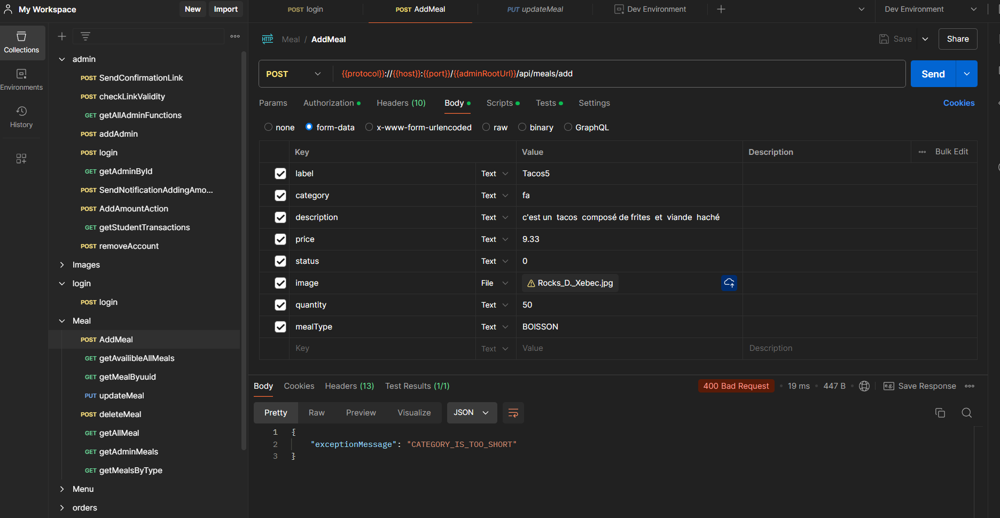 My Workspace
New
Import
POST login
POST AddMeal
PUT updateMeal
Dev Environment
Dev Environment
Collections
Environments
History
admin
POST SendConfirmationLink
POST checkLinkValidity
GET getAllAdminFunctions
POST addAdmin
POST login
GET getAdminById
POST SendNotificationAddingAmo...
POST AddAmountAction
GET getStudentTransactions
POST removeAccount
Images
login
POST login
Meal
POST AddMeal
GET getAvailibleAllMeals
GET getMealByuuid
PUT updateMeal
POST deleteMeal
GET getAllMeal
GET getAdminMeals
GET getMealsByType
Menu
orders
HTTP Meal / AddMeal
Save
Share
POST {{protocol}}://{{host}}:{{port}}/{{adminRootUrl}}/api/meals/add
Send
Params Authorization Headers (10) Body Scripts Tests Settings
Cookies
none form-data x-www-form-urlencoded raw binary GraphQL
Key Value Description Bulk Edit
label Text Tacos5
category Text fa
description Text c'est un tacos composé de frites et viande haché
price Text 9.33
status Text 0
image File Rocks_D._Xebec.jpg
quantity Text 50
mealType Text BOISSON
Key Text Value Description
Body Cookies Headers (13) Test Results (1/1)
400 Bad Request 19 ms 447 B e.g. Save Response
Pretty Raw Preview Visualize JSON
1 {
2 "exceptionMessage": "CATEGORY_IS_TOO_SHORT"
3 }